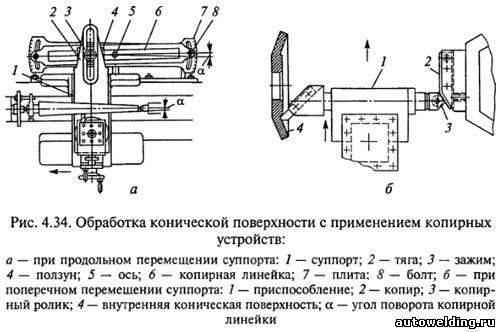 2 3 4 5 6 7 8
1
α
α
а
1
2
3
4
б
Рис. 4.34. Обработка конической поверхности с применением копирных
устройств:
а — при продольном перемещении суппорта: 1 — суппорт; 2 — тяга; 3 — зажим;
4 — ползун; 5 — ось; 6 — копирная линейка; 7 — плита; 8 — болт; б — при
поперечном перемещении суппорта: 1 — приспособление; 2 — копир; 3 — копир-
ный ролик; 4 — внутренняя коническая поверхность; α — угол поворота копирной
линейки
autowelding.ru